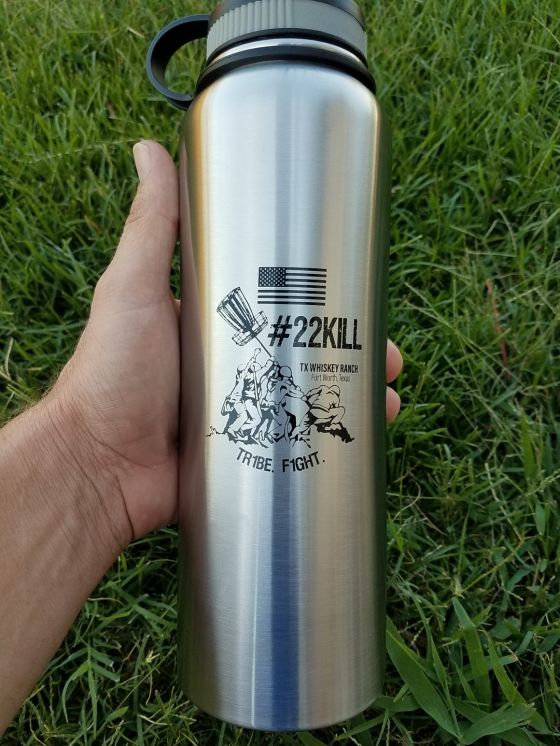 #22KILL
TX WHISKEY RANCH
Fort Worth, Texas
TR1BE. F1GHT.